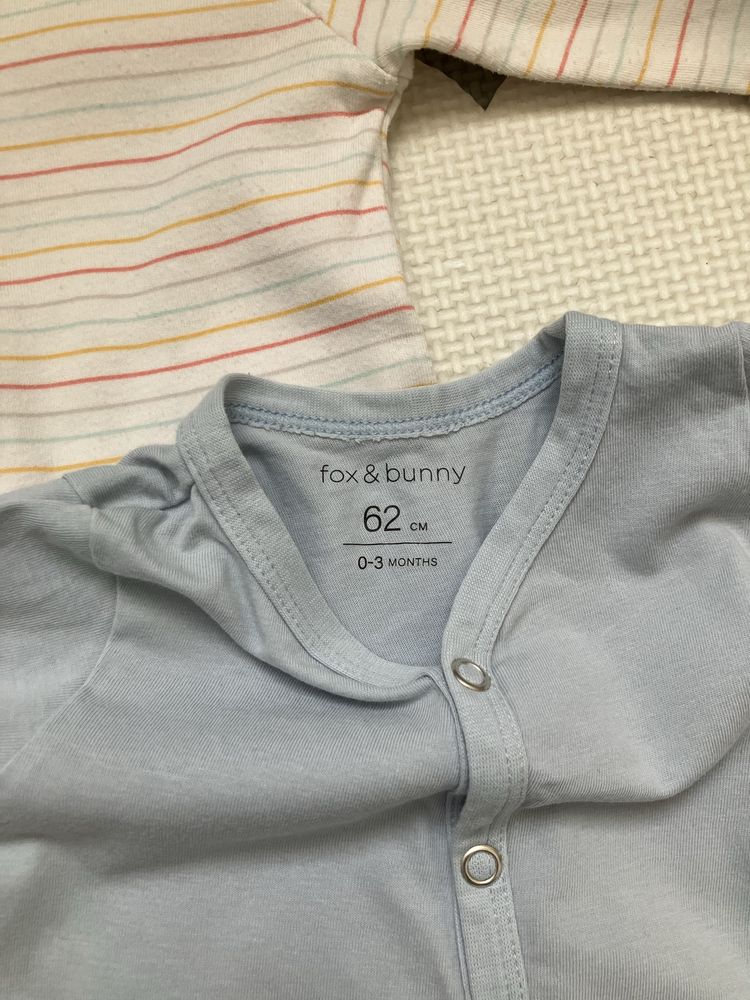 fox & bunny
62 CM
0-3 MONTHS